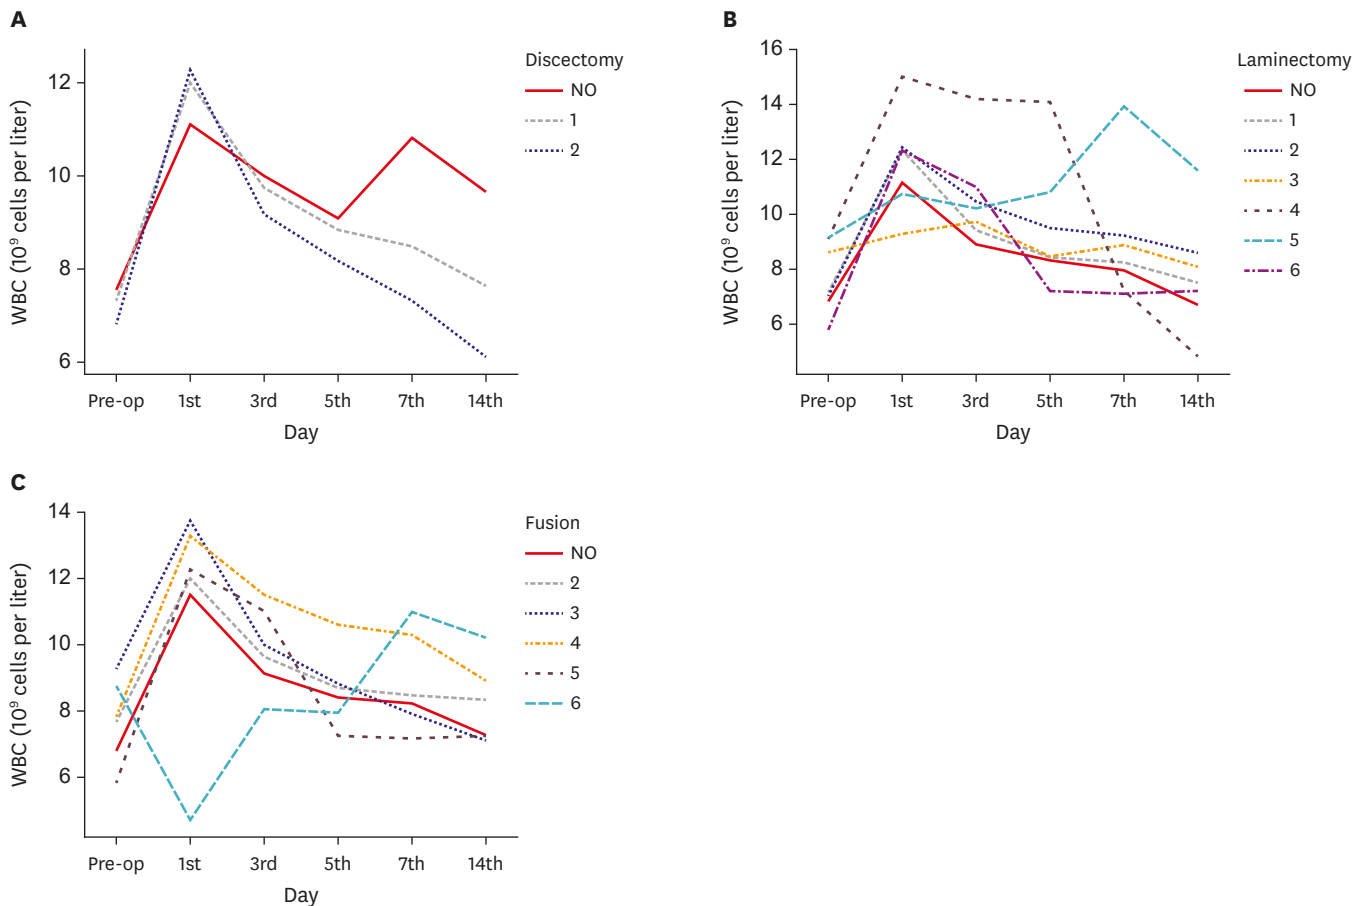 A
WBC (10⁹ cells per liter)
12
10
8
6
Pre-op 1st 3rd 5th 7th 14th
Day
Discectomy
NO
1
2
B
WBC (10⁹ cells per liter)
16
14
12
10
8
6
Pre-op 1st 3rd 5th 7th 14th
Day
Laminectomy
NO
1
2
3
4
5
6
C
WBC (10⁹ cells per liter)
14
12
10
8
6
Pre-op 1st 3rd 5th 7th 14th
Day
Fusion
NO
2
3
4
5
6